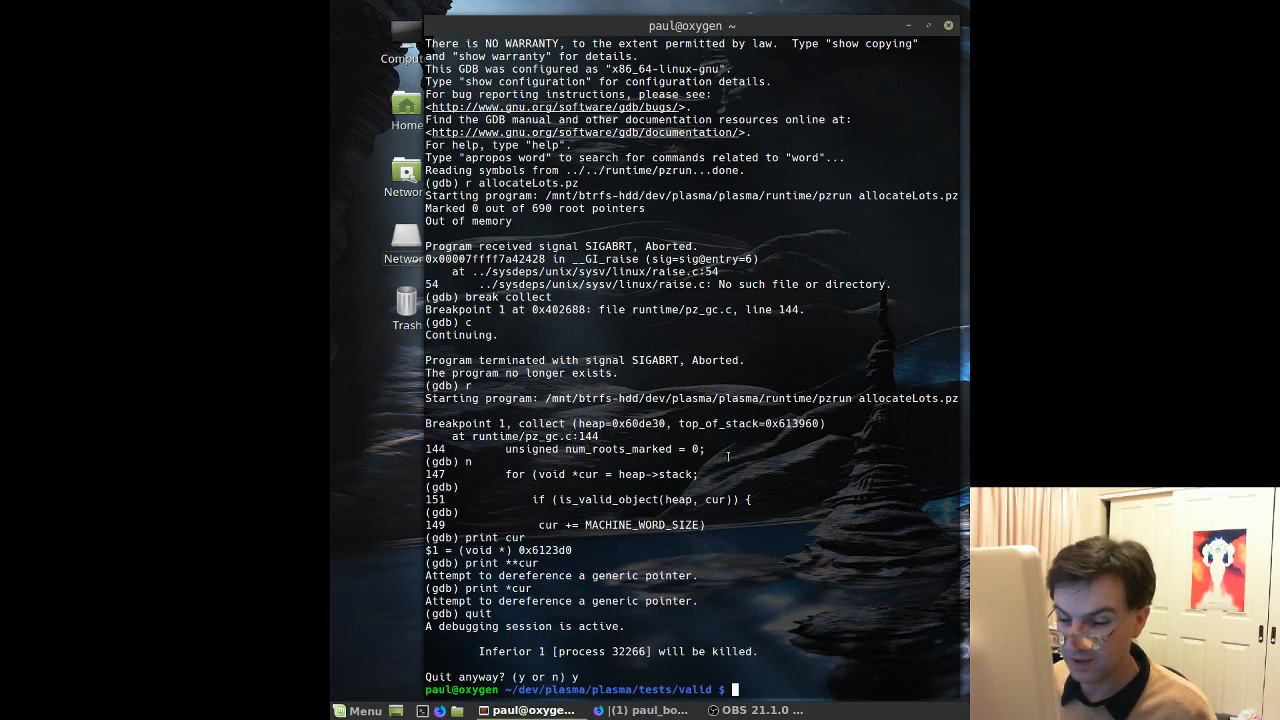 paul@oxygen ~
There is NO WARRANTY, to the extent permitted by law.  Type "show copying"
and "show warranty" for details.
This GDB was configured as "x86_64-linux-gnu".
Type "show configuration" for configuration details.
For bug reporting instructions, please see:
<http://www.gnu.org/software/gdb/bugs/>.
Find the GDB manual and other documentation resources online at:
<http://www.gnu.org/software/gdb/documentation/>.
For help, type "help".
Type "apropos word" to search for commands related to "word"...
Reading symbols from ../../runtime/pzrun...done.
(gdb) r allocateLots.pz
Starting program: /mnt/btrfs-hdd/dev/plasma/plasma/runtime/pzrun allocateLots.pz
Marked 0 out of 690 root pointers
Out of memory
Program received signal SIGABRT, Aborted.
0x00007ffff7a42428 in __GI_raise (sig=sig@entry=6)
    at ../sysdeps/unix/sysv/linux/raise.c:54
54      ../sysdeps/unix/sysv/linux/raise.c: No such file or directory.
(gdb) break collect
Breakpoint 1 at 0x402688: file runtime/pz_gc.c, line 144.
(gdb) c
Continuing.
Program terminated with signal SIGABRT, Aborted.
The program no longer exists.
(gdb) r
Starting program: /mnt/btrfs-hdd/dev/plasma/plasma/runtime/pzrun allocateLots.pz
Breakpoint 1, collect (heap=0x60de30, top_of_stack=0x613960)
    at runtime/pz_gc.c:144
144         unsigned num_roots_marked = 0;
(gdb) n
147         for (void *cur = heap->stack;
(gdb)
151             if (is_valid_object(heap, cur)) {
(gdb)
149              cur += MACHINE_WORD_SIZE)
(gdb) print cur
$1 = (void *) 0x6123d0
(gdb) print **cur
Attempt to dereference a generic pointer.
(gdb) print *cur
Attempt to dereference a generic pointer.
(gdb) quit
A debugging session is active.
        Inferior 1 [process 32266] will be killed.
Quit anyway? (y or n) y
paul@oxygen ~/dev/plasma/plasma/tests/valid $
Comput
Home
Networ
Networ
Trash
Menu
paul@oxyge...
|(1) paul_bo...
OBS 21.1.0 ...